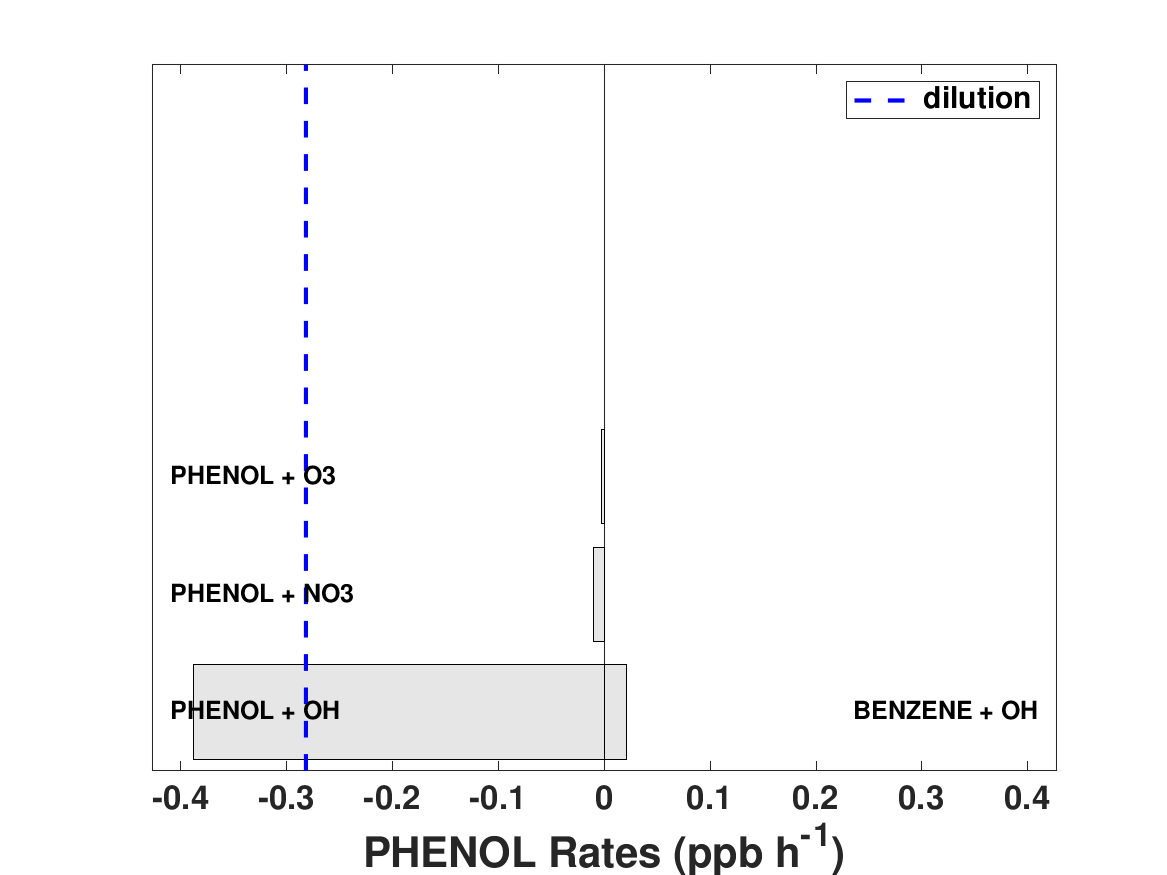 dilution
PHENOL + O3
PHENOL + NO3
PHENOL + OH BENZENE + OH
-0.4 -0.3 -0.2 -0.1 0 0.1 0.2 0.3 0.4
PHENOL Rates (ppb h⁻¹)